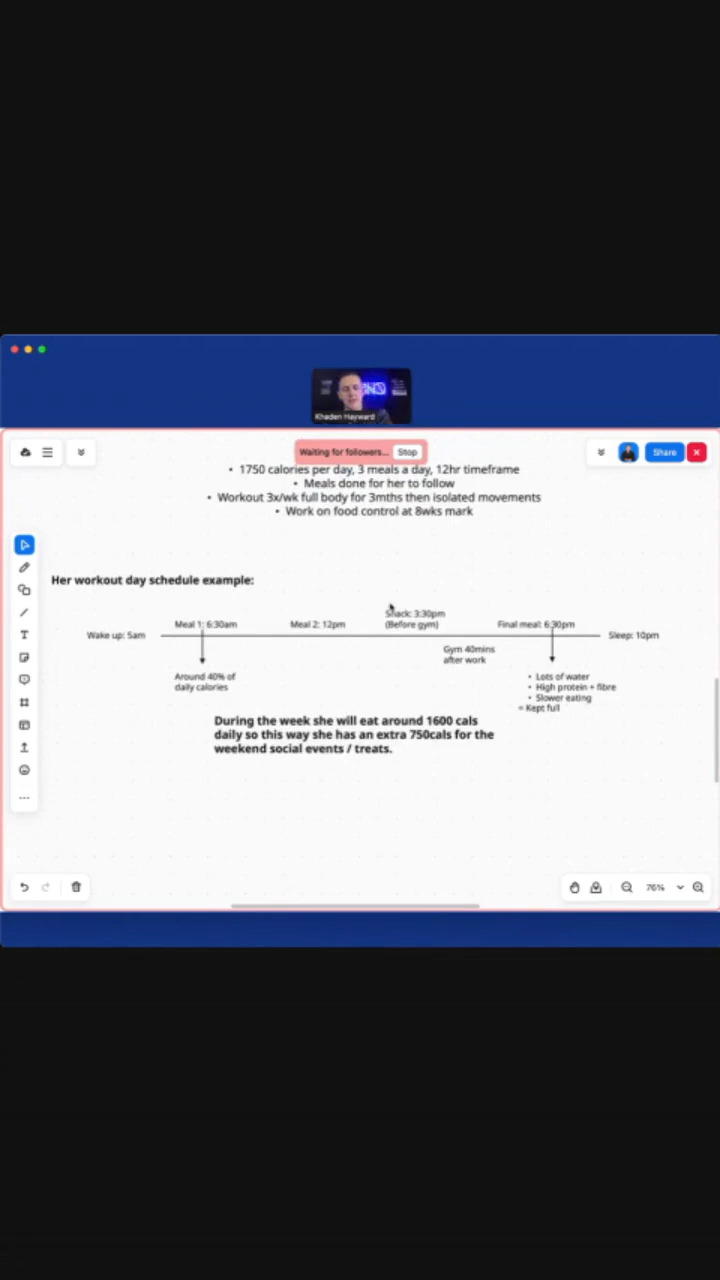 Khaden Hayward
Waiting for followers... Stop
Share
• 1750 calories per day, 3 meals a day, 12hr timeframe
• Meals done for her to follow
• Workout 3x/wk full body for 3mths then isolated movements
• Work on food control at 8wks mark
Her workout day schedule example:
Snack: 3:30pm
(Before gym)
Meal 1: 6:30am
Meal 2: 12pm
Final meal: 6:30pm
Wake up: 5am
Sleep: 10pm
Gym 40mins
after work
Around 40% of
daily calories
• Lots of water
• High protein + fibre
• Slower eating
= Kept full
During the week she will eat around 1600 cals
daily so this way she has an extra 750cals for the
weekend social events / treats.
76%